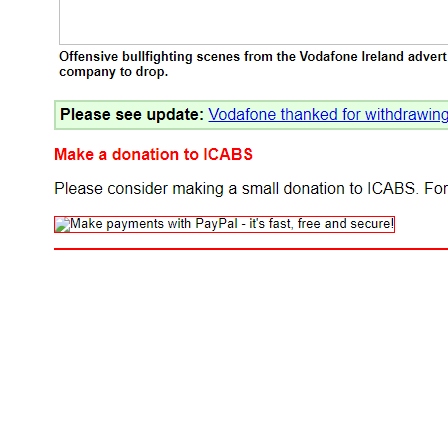 Offensive bullfighting scenes from the Vodafone Ireland advert
company to drop.
Please see update: Vodafone thanked for withdrawing
Make a donation to ICABS
Please consider making a small donation to ICABS. For
Make payments with PayPal - it's fast, free and secure!